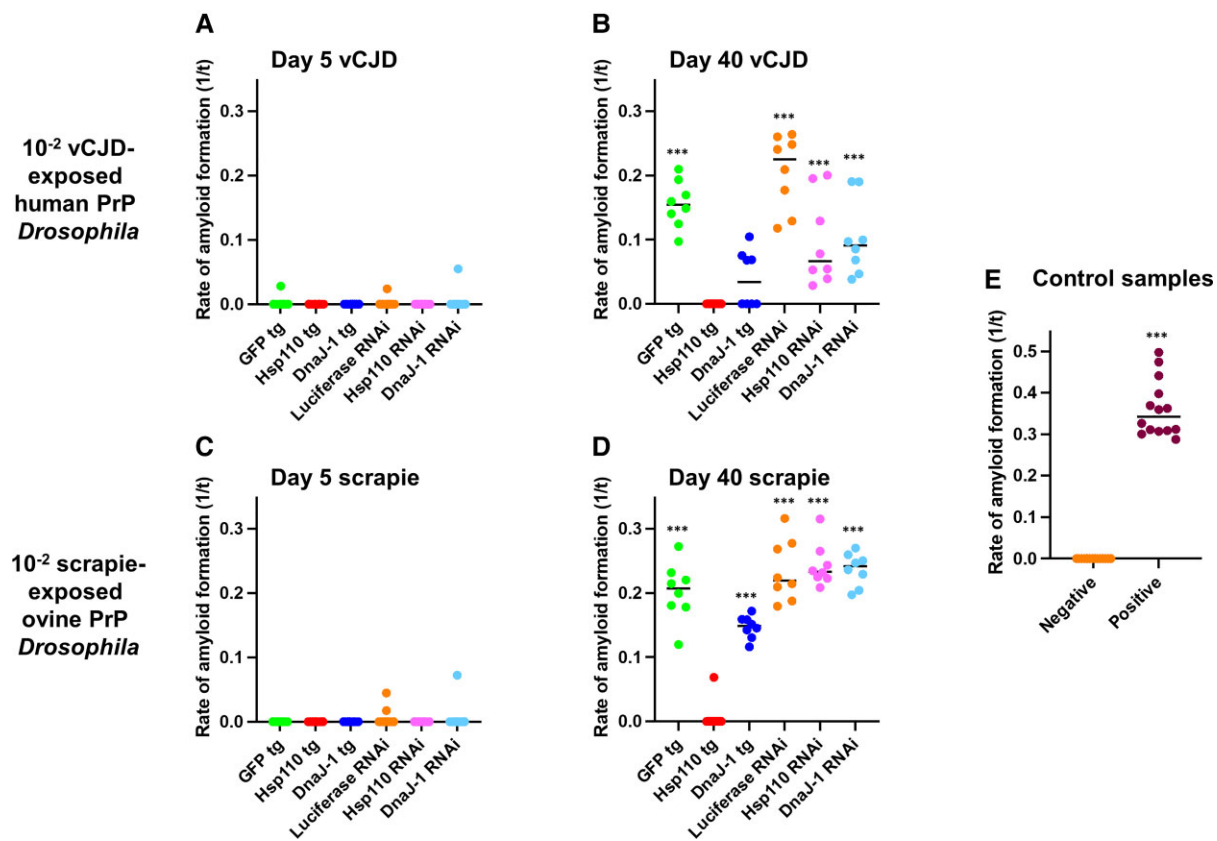 A
Day 5 vCJD
10-2 vCJD-
exposed
human PrP
Drosophila
Rate of amyloid formation (1/t)
0.3
0.2
0.1
0.0
GFP tg
Hsp110 tg
DnaJ-1 tg
Luciferase RNAi
Hsp110 RNAi
DnaJ-1 RNAi
B
Day 40 vCJD
Rate of amyloid formation (1/t)
0.3
0.2
0.1
0.0
***
***
***
***
GFP tg
Hsp110 tg
DnaJ-1 tg
Luciferase RNAi
Hsp110 RNAi
DnaJ-1 RNAi
C
Day 5 scrapie
10-2 scrapie-
exposed
ovine PrP
Drosophila
Rate of amyloid formation (1/t)
0.3
0.2
0.1
0.0
GFP tg
Hsp110 tg
DnaJ-1 tg
Luciferase RNAi
Hsp110 RNAi
DnaJ-1 RNAi
D
Day 40 scrapie
Rate of amyloid formation (1/t)
0.3
0.2
0.1
0.0
***
***
***
***
***
GFP tg
Hsp110 tg
DnaJ-1 tg
Luciferase RNAi
Hsp110 RNAi
DnaJ-1 RNAi
E
Control samples
Rate of amyloid formation (1/t)
0.5
0.4
0.3
0.2
0.1
0.0
***
Negative
Positive